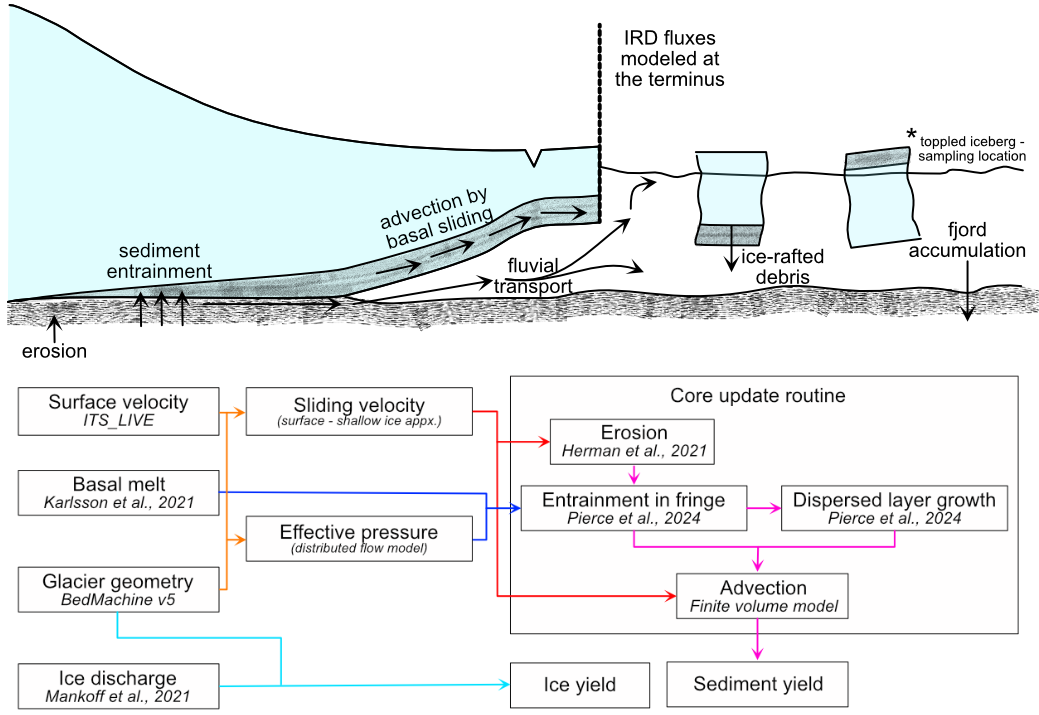 IRD fluxes
modeled at
the terminus
*
toppled iceberg -
sampling location
advection by
basal sliding
sediment
entrainment
fluvial
transport
ice-rafted
debris
fjord
accumulation
erosion
Surface velocity
ITS_LIVE
Sliding velocity
(surface - shallow ice appx.)
Core update routine
Erosion
Herman et al., 2021
Basal melt
Karlsson et al., 2021
Entrainment in fringe
Pierce et al., 2024
Dispersed layer growth
Pierce et al., 2024
Effective pressure
(distributed flow model)
Glacier geometry
BedMachine v5
Advection
Finite volume model
Ice discharge
Mankoff et al., 2021
Ice yield
Sediment yield